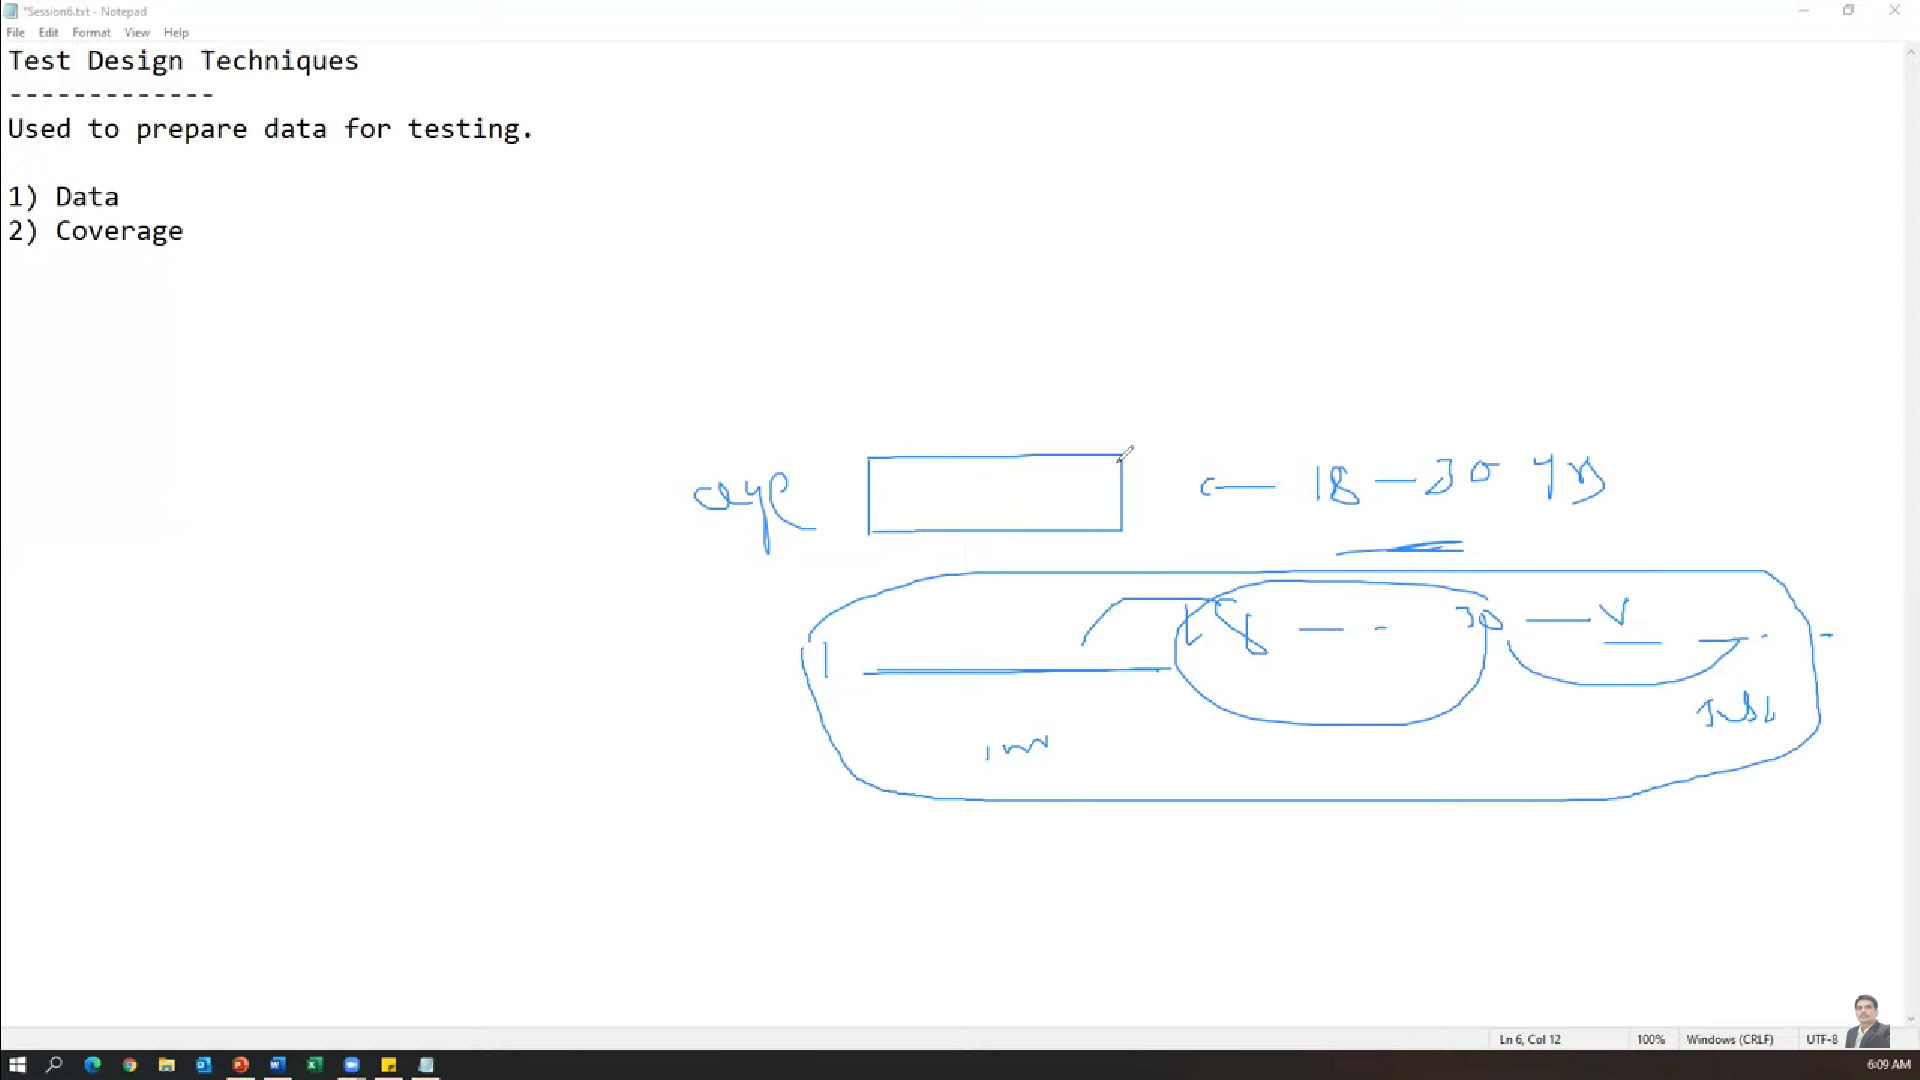 *Session6.txt - Notepad
File Edit Format View Help
Test Design Techniques
-------------
Used to prepare data for testing.
1) Data
2) Coverage
age 18 — 30 yrs
1 18 — - 30 —
Ln 6, Col 12 100% Windows (CRLF) UTF-8
6:09 AM